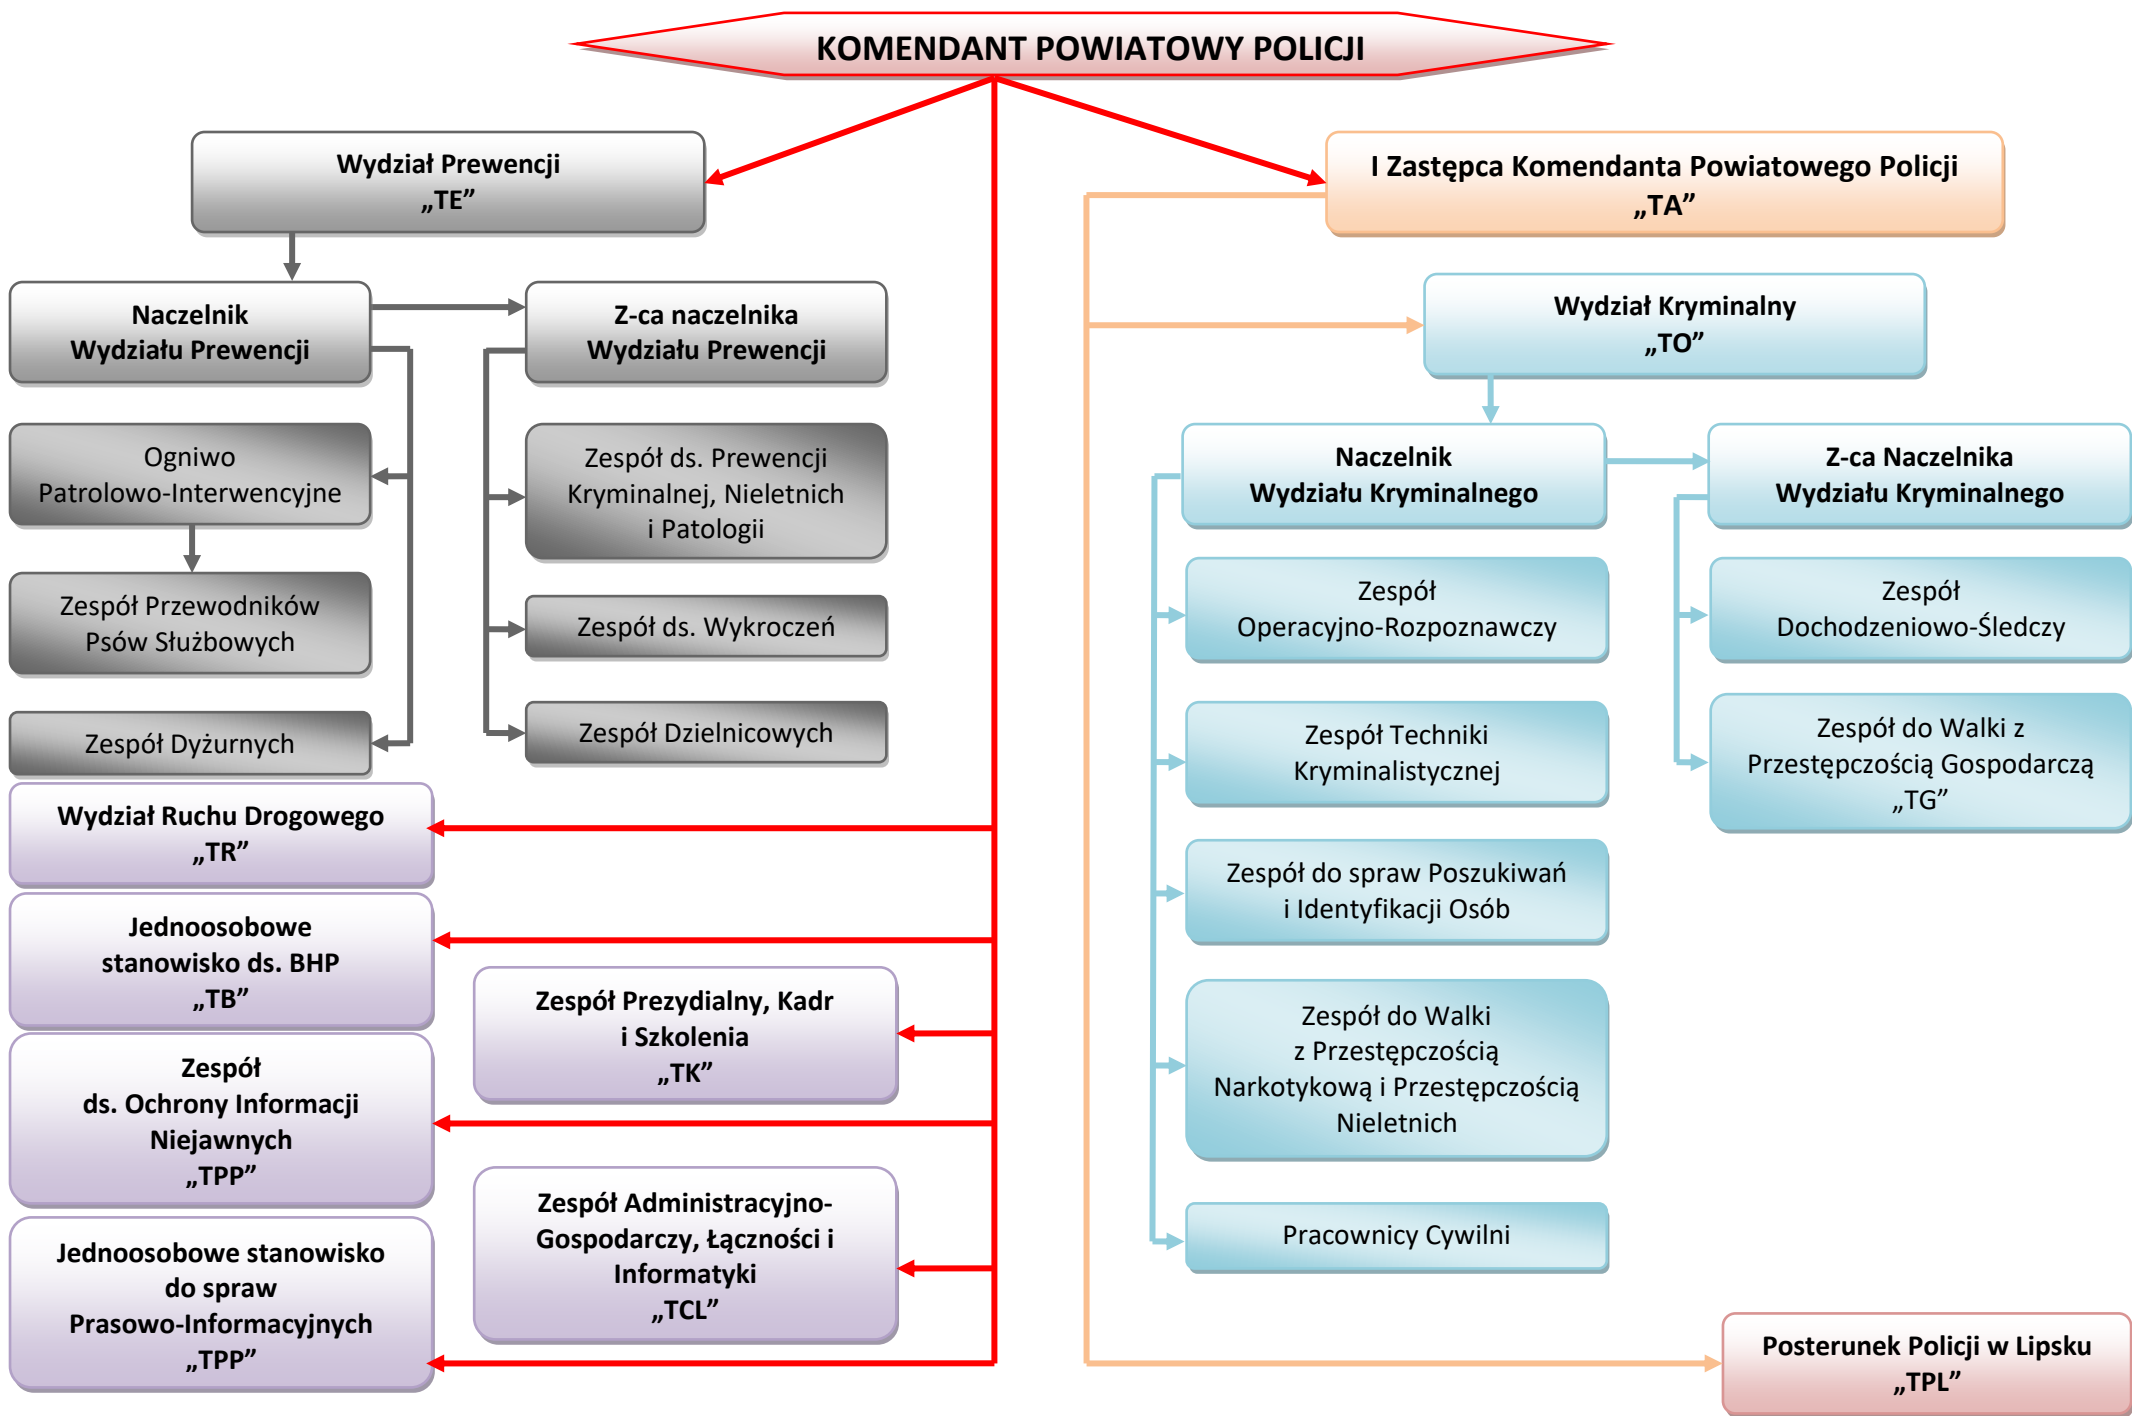 KOMENDANT POWIATOWY POLICJI
Wydział Prewencji
„TE”
I Zastępca Komendanta Powiatowego Policji
„TA”
Naczelnik
Wydziału Prewencji
Z-ca naczelnika
Wydziału Prewencji
Ogniwo
Patrolowo-Interwencyjne
Zespół Przewodników
Psów Służbowych
Zespół Dyżurnych
Zespół ds. Prewencji
Kryminalnej, Nieletnich
i Patologii
Zespół ds. Wykroczeń
Zespół Dzielnicowych
Wydział Ruchu Drogowego
„TR”
Jednoosobowe
stanowisko ds. BHP
„TB”
Zespół
ds. Ochrony Informacji
Niejawnych
„TPP”
Jednoosobowe stanowisko
do spraw
Prasowo-Informacyjnych
„TPP”
Zespół Prezydialny, Kadr
i Szkolenia
„TK”
Zespół Administracyjno-
Gospodarczy, Łączności i
Informatyki
„TCL”
Wydział Kryminalny
„TO”
Naczelnik
Wydziału Kryminalnego
Z-ca Naczelnika
Wydziału Kryminalnego
Zespół
Operacyjno-Rozpoznawczy
Zespół Techniki
Kryminalistycznej
Zespół do spraw Poszukiwań
i Identyfikacji Osób
Zespół do Walki
z Przestępczością
Narkotykową i Przestępczością
Nieletnich
Pracownicy Cywilni
Zespół
Dochodzeniowo-Śledczy
Zespół do Walki z
Przestępczością Gospodarczą
„TG”
Posterunek Policji w Lipsku
„TPL”